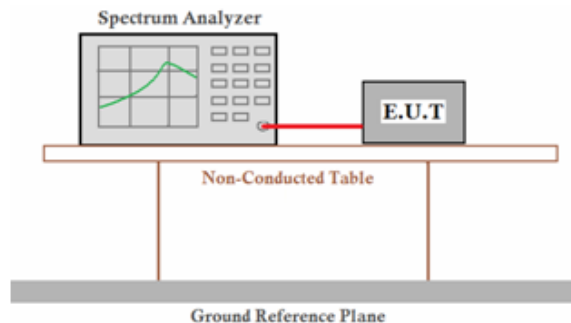 Spectrum Analyzer
E.U.T
Non-Conducted Table
Ground Reference Plane